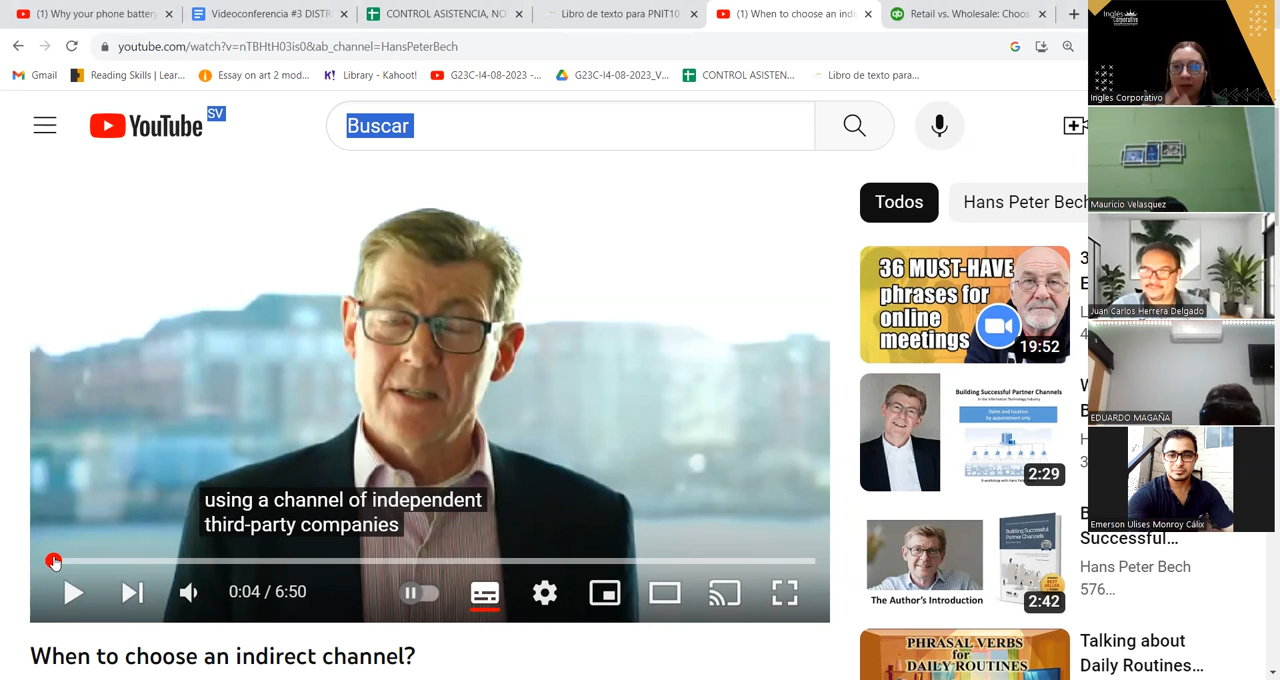 (1) Why your phone battery
Videoconferencia #3 DISTR
CONTROL ASISTENCIA, NO
Libro de texto para PNIT10
(1) When to choose an indi
Retail vs. Wholesale: Choo
youtube.com/watch?v=nTBHtH03is0&ab_channel=HansPeterBech
Gmail
Reading Skills | Lear...
Essay on art 2 mod...
Library - Kahoot!
G23C-I4-08-2023 -...
G23C-I4-08-2023_V...
CONTROL ASISTEN...
Libro de texto para...
YouTube SV
Buscar
Todos
Hans Peter Bech
using a channel of independent
third-party companies
0:04 / 6:50
When to choose an indirect channel?
36 MUST-HAVE
phrases for
online
meetings
19:52
Building Successful Partner Channels
2:29
The Author's Introduction
2:42
Successful...
Hans Peter Bech
576...
PHRASAL VERBS
for
DAILY ROUTINES
Talking about
Daily Routines...
Inglés
Corporativo
Ingles Corporativo
Mauricio Velasquez
Juan Carlos Herrera Delgado
EDUARDO MAGAÑA
Emerson Ulises Monroy Cálix